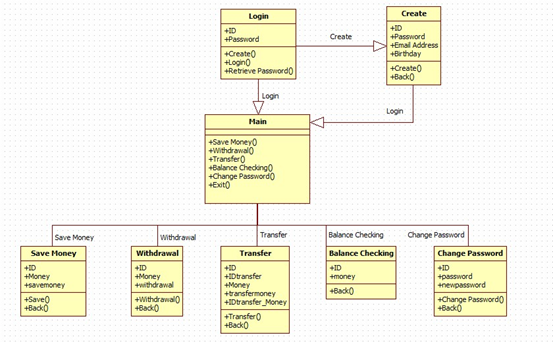 Login
+ID
+Password
+Create()
+Login()
+Retrieve Password()
Create
Create
+ID
+Password
+Email Address
+Birthday
+Create()
+Back()
Login
Login
Main
+Save Money()
+Withdrawal()
+Transfer()
+Balance Checking()
+Change Password()
+Exit()
Save Money
Withdrawal
Transfer
Balance Checking
Change Password
Save Money
+ID
+Money
+savemoney
+Save()
+Back()
Withdrawal
+ID
+Money
+withdrawal
+Withdrawal()
+Back()
Transfer
+ID
+IDtransfer
+Money
+transfermoney
+IDtransfer_Money
+Transfer()
+Back()
Balance Checking
+ID
+money
+Back()
Change Password
+ID
+password
+newpassword
+Change Password()
+Back()